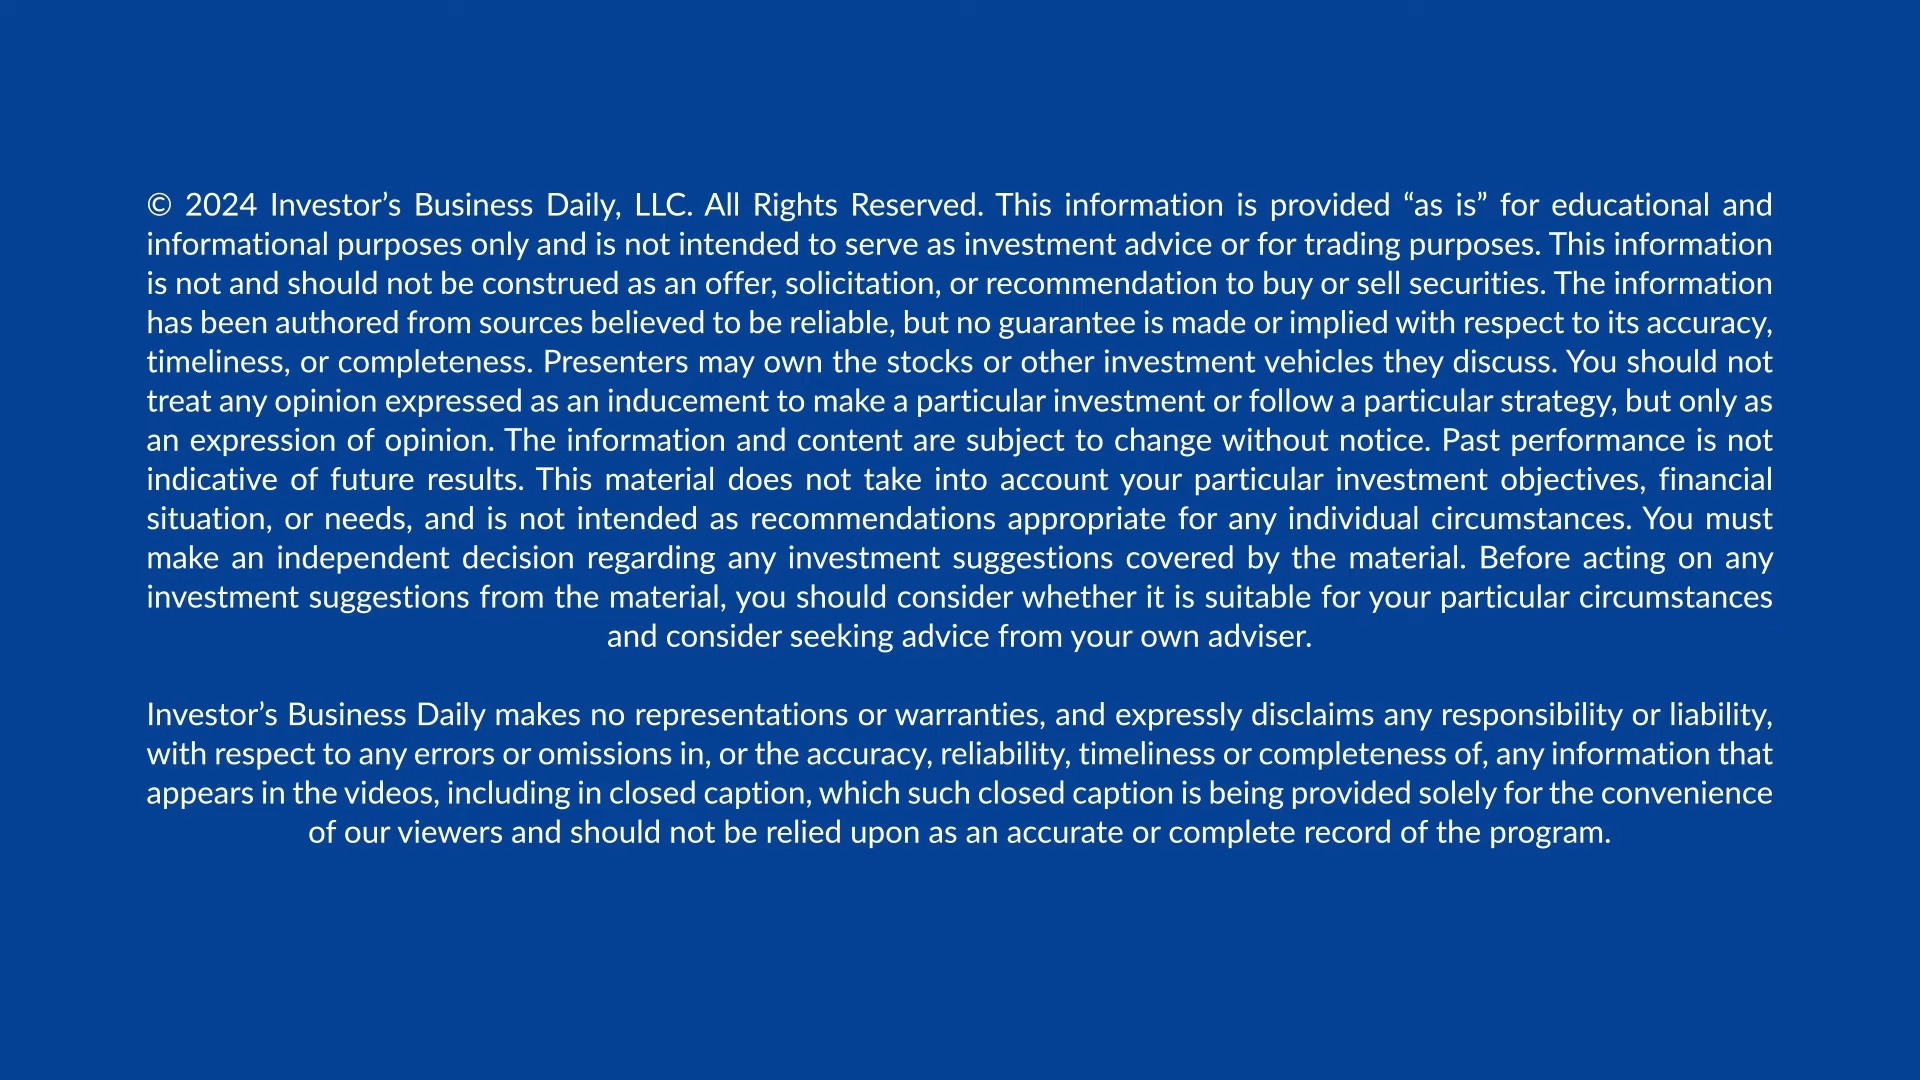 © 2024 Investor’s Business Daily, LLC. All Rights Reserved. This information is provided “as is” for educational and
informational purposes only and is not intended to serve as investment advice or for trading purposes. This information
is not and should not be construed as an offer, solicitation, or recommendation to buy or sell securities. The information
has been authored from sources believed to be reliable, but no guarantee is made or implied with respect to its accuracy,
timeliness, or completeness. Presenters may own the stocks or other investment vehicles they discuss. You should not
treat any opinion expressed as an inducement to make a particular investment or follow a particular strategy, but only as
an expression of opinion. The information and content are subject to change without notice. Past performance is not
indicative of future results. This material does not take into account your particular investment objectives, financial
situation, or needs, and is not intended as recommendations appropriate for any individual circumstances. You must
make an independent decision regarding any investment suggestions covered by the material. Before acting on any
investment suggestions from the material, you should consider whether it is suitable for your particular circumstances
and consider seeking advice from your own adviser.
Investor’s Business Daily makes no representations or warranties, and expressly disclaims any responsibility or liability,
with respect to any errors or omissions in, or the accuracy, reliability, timeliness or completeness of, any information that
appears in the videos, including in closed caption, which such closed caption is being provided solely for the convenience
of our viewers and should not be relied upon as an accurate or complete record of the program.